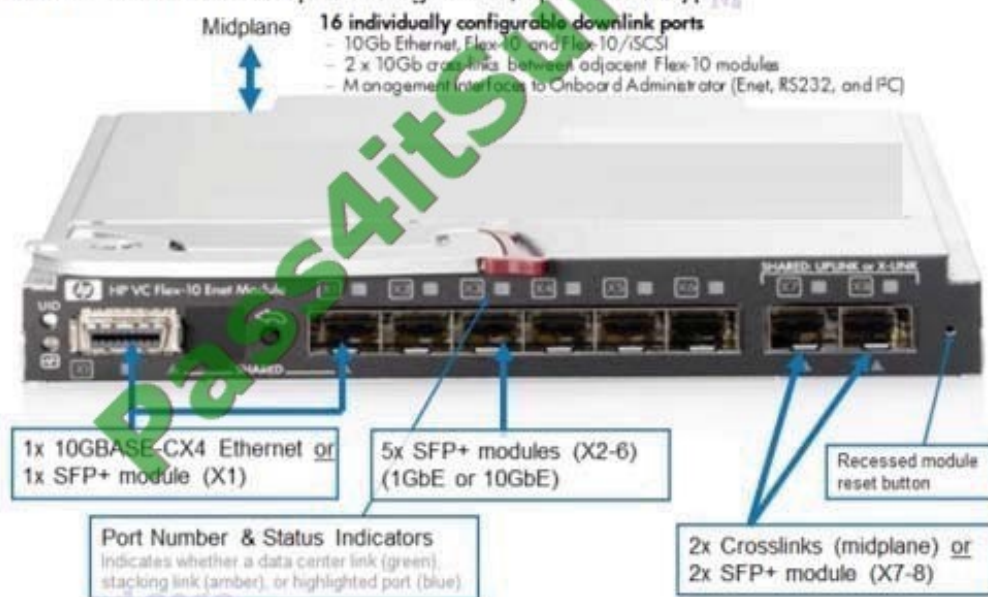 Midplane
16 individually configurable downlink ports
- 10Gb Ethernet, Flex-10 and Flex-10/iSCSI
- 2 x 10Gb cross-links between adjacent Flex-10 modules
- Management Interfaces to Onboard Administrator (Enet, RS232, and I²C)
Pass4itSure
SHARED: UPLINK or X-LINK
hp HP VC Flex-10 Enet Module
X1 X2 X3 X4 X5 X6 X7 X8
UID
X1
SHARED
1x 10GBASE-CX4 Ethernet or
1x SFP+ module (X1)
5x SFP+ modules (X2-6)
(1GbE or 10GbE)
Recessed module
reset button
Port Number & Status Indicators
Indicates whether a data center link (green),
stacking link (amber), or highlighted port (blue)
2x Crosslinks (midplane) or
2x SFP+ module (X7-8)